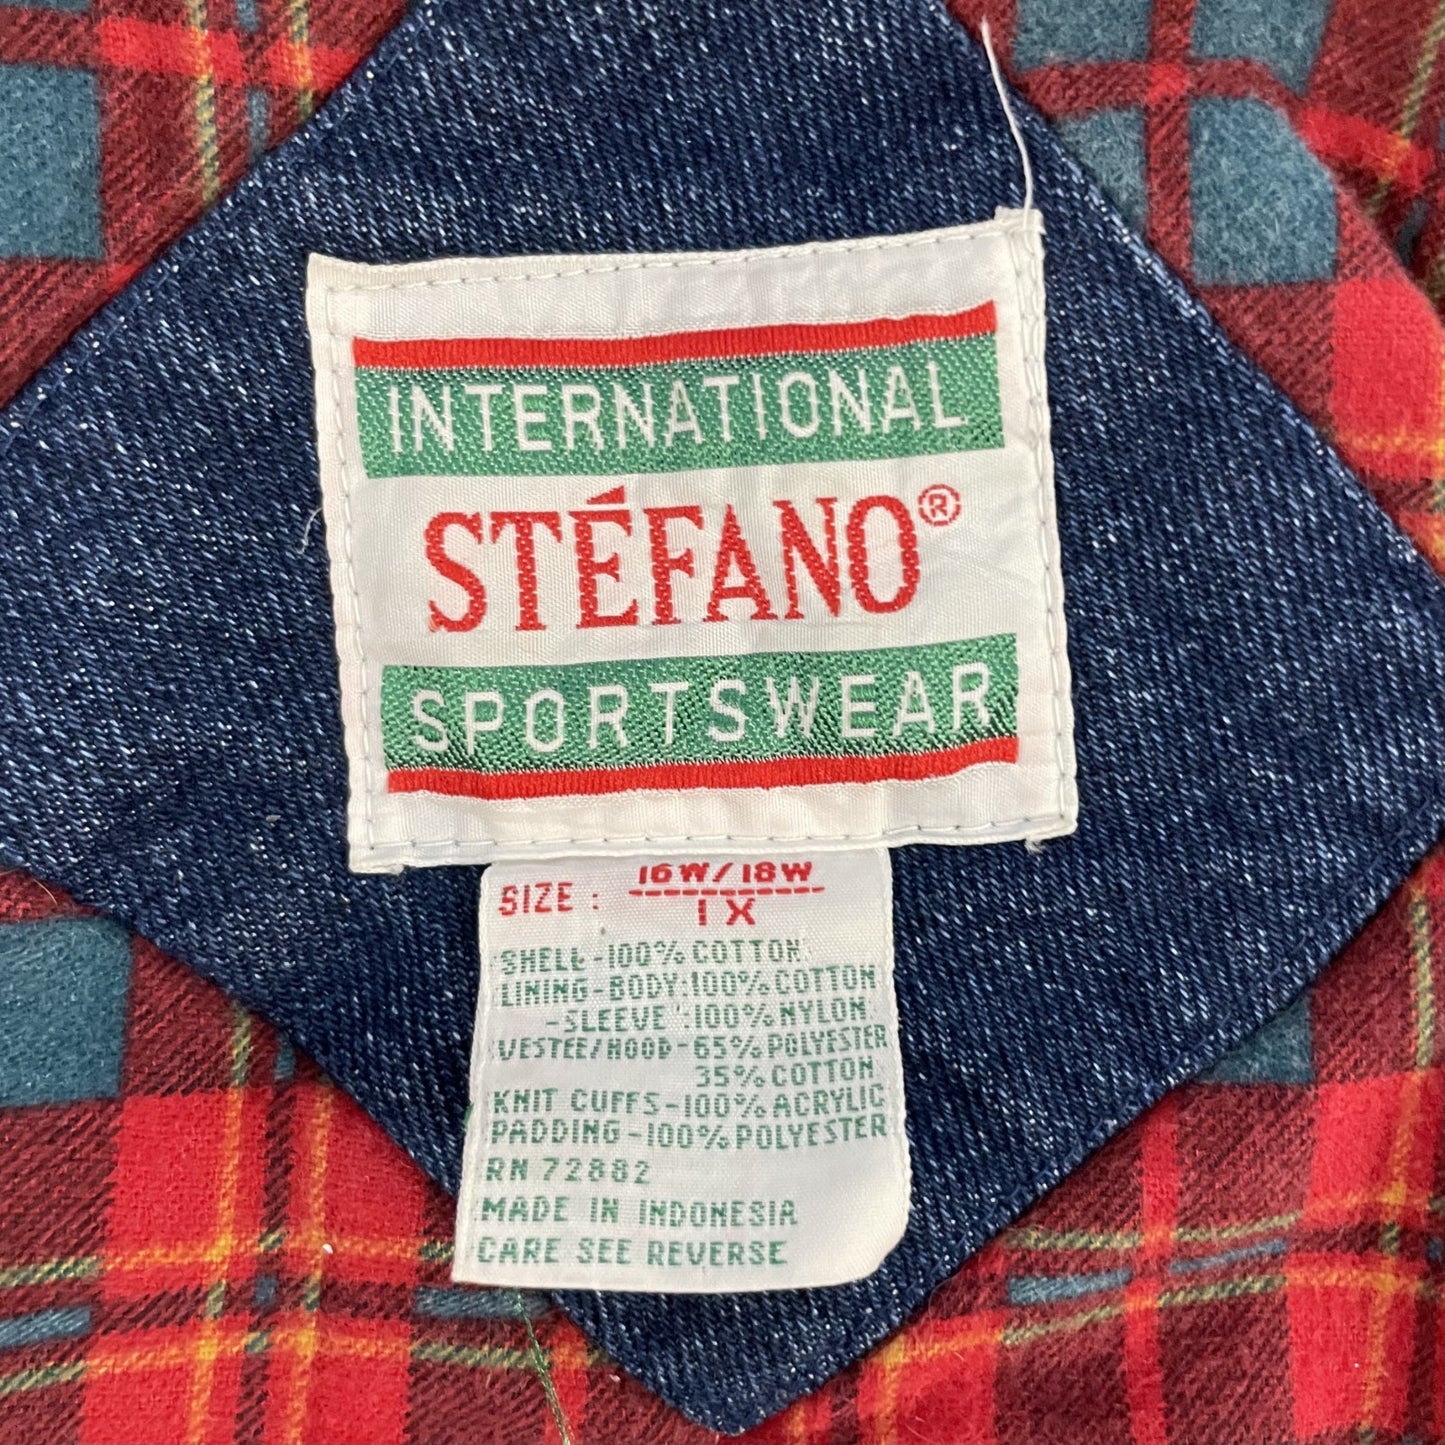 INTERNATIONAL
STÉFANO®
SPORTSWEAR
SIZE : 16W/18W
1X
SHELL-100% COTTON
LINING-BODY:100% COTTON
-SLEEVE:100% NYLON
VESTEE/HOOD-65% POLYESTER
35% COTTON
KNIT CUFFS-100% ACRYLIC
PADDING-100% POLYESTER
RN 72882
MADE IN INDONESIA
CARE SEE REVERSE